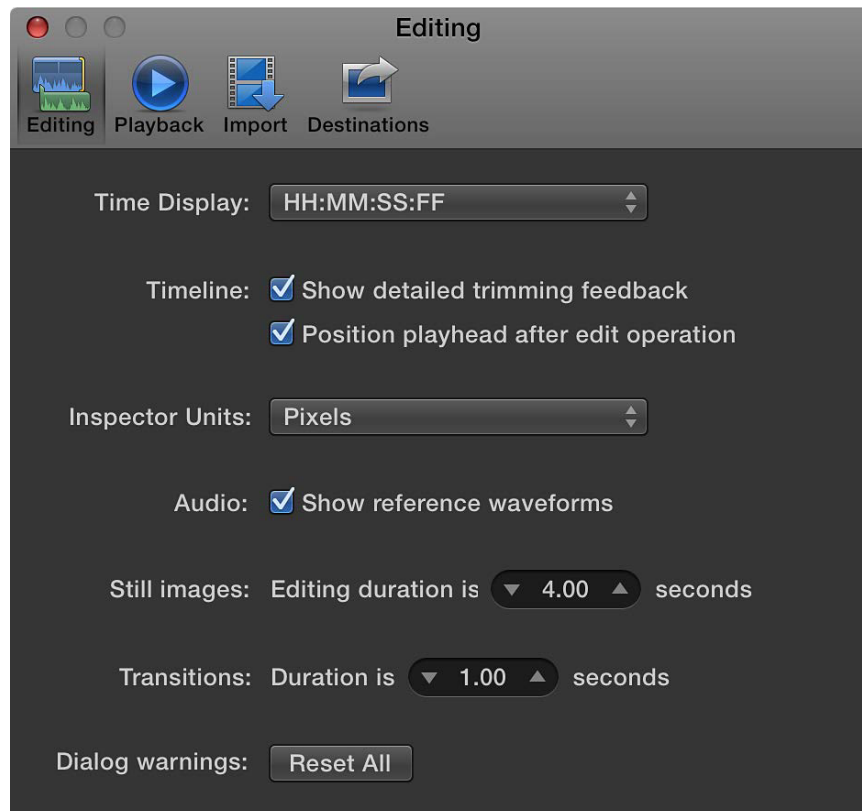 Editing
Editing Playback Import Destinations
Time Display: HH:MM:SS:FF
Timeline: Show detailed trimming feedback
Position playhead after edit operation
Inspector Units: Pixels
Audio: Show reference waveforms
Still images: Editing duration is 4.00 seconds
Transitions: Duration is 1.00 seconds
Dialog warnings: Reset All